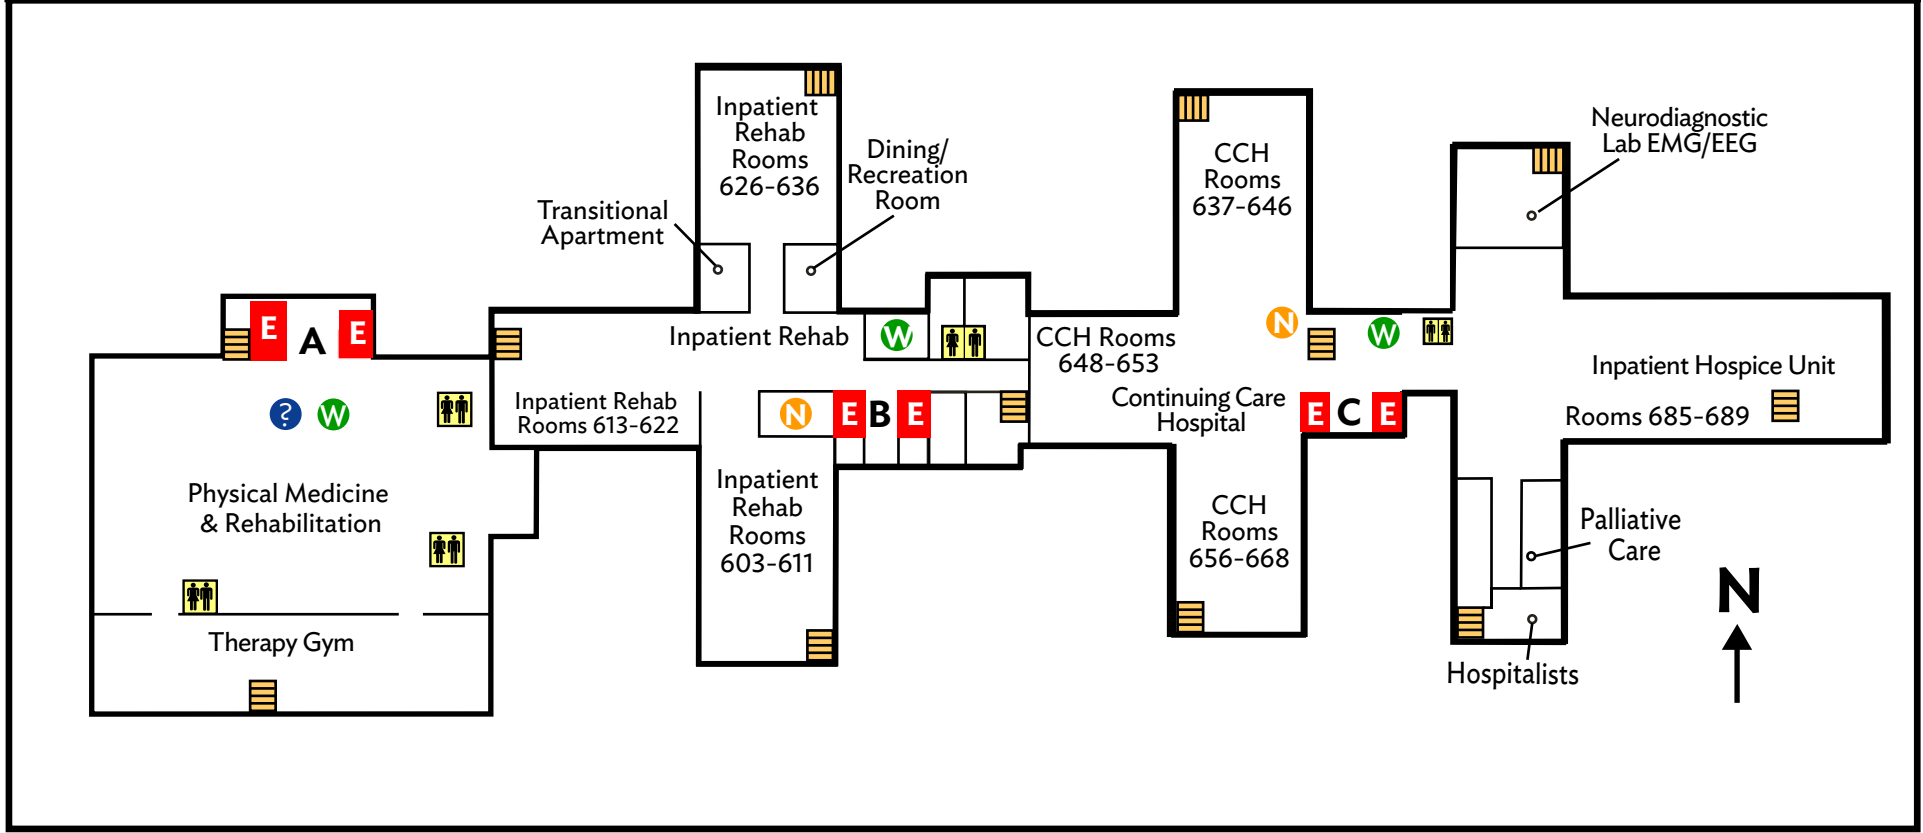 Inpatient
Rehab
Rooms
626-636
Dining/
Recreation
Room
Transitional
Apartment
CCH
Rooms
637-646
Neurodiagnostic
Lab EMG/EEG
E
A
E
Inpatient Rehab
W
CCH Rooms
648-653
N
W
Inpatient Hospice Unit
Rooms 685-689
?
W
Inpatient Rehab
Rooms 613-622
N
E
B
E
Continuing Care
Hospital
E
C
E
Physical Medicine
& Rehabilitation
Inpatient
Rehab
Rooms
603-611
CCH
Rooms
656-668
Palliative
Care
Therapy Gym
Hospitalists
N